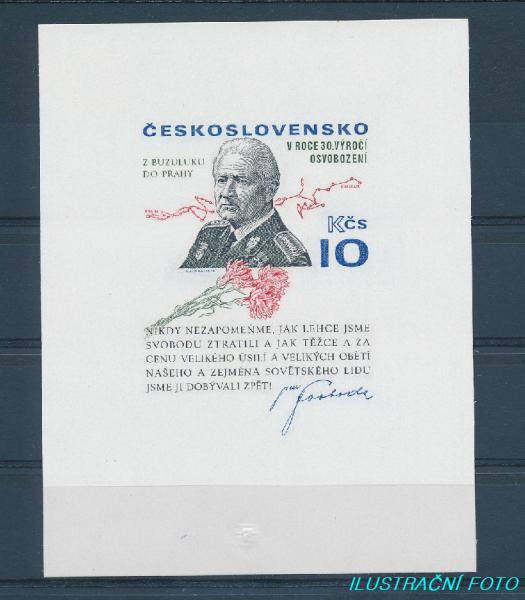 ČESKOSLOVENSKO
V ROCE 30.VÝROČÍ
OSVOBOZENÍ
Z BUZULUKU
DO PRAHY
Kčs
10
NIKDY NEZAPOMEŇME, JAK LEHCE JSME
SVOBODU ZTRATILI A JAK TĚŽCE A ZA
CENU VELIKÉHO ÚSILÍ A VELIKÝCH OBĚTÍ
NAŠEHO A ZEJMÉNA SOVĚTSKÉHO LIDU
JSME JI DOBÝVALI ZPĚT!
Svoboda
ILUSTRAČNÍ FOTO